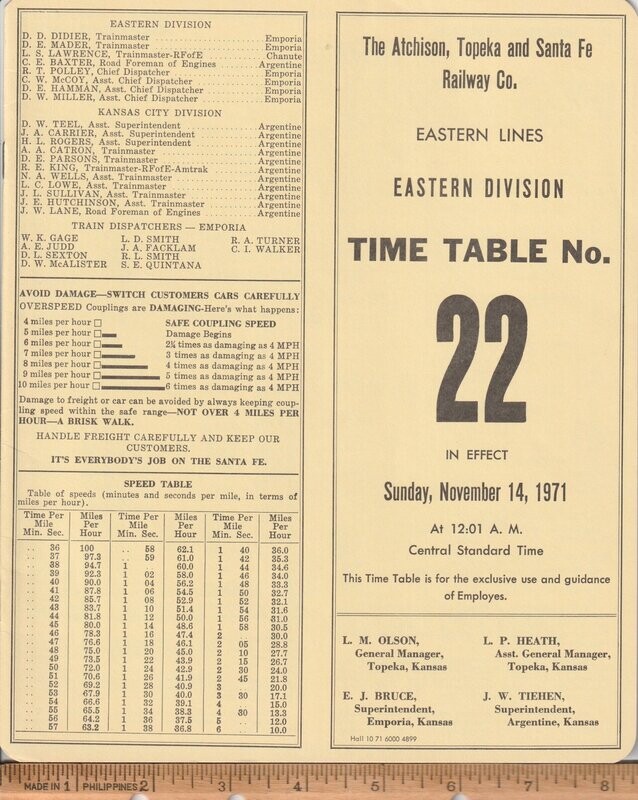 EASTERN DIVISION
D. D. DIDIER, Trainmaster Emporia
D. E. MADER, Trainmaster Emporia
L. S. LAWRENCE, Trainmaster-RFofE Chanute
C. E. BAXTER, Road Foreman of Engines Argentine
R. T. POLLEY, Chief Dispatcher Emporia
C. W. McCOY, Asst. Chief Dispatcher Emporia
D. E. HAMMAN, Asst. Chief Dispatcher Emporia
D. W. MILLER, Asst. Chief Dispatcher Emporia
KANSAS CITY DIVISION
D. W. TEEL, Asst. Superintendent Argentine
J. A. CARRIER, Asst. Superintendent Argentine
H. L. ROGERS, Asst. Superintendent Argentine
A. A. CATRON, Trainmaster Argentine
D. E. PARSONS, Trainmaster Argentine
R. E. KING, Trainmaster-RFofE-Amtrak Argentine
N. A. WELLS, Asst. Trainmaster Argentine
L. C. LOWE, Asst. Trainmaster Argentine
J. L. SULLIVAN, Asst. Trainmaster Argentine
J. E. HUTCHINSON, Asst. Trainmaster Argentine
J. W. LANE, Road Foreman of Engines Argentine
TRAIN DISPATCHERS — EMPORIA
W. K. GAGE L. D. SMITH R. A. TURNER
A. E. JUDD J. A. FACKLAM C. I. WALKER
D. L. SEXTON R. L. SMITH
D. W. McALISTER S. E. QUINTANA
AVOID DAMAGE—SWITCH CUSTOMERS CARS CAREFULLY
OVERSPEED Couplings are DAMAGING-Here's what happens:
4 miles per hour SAFE COUPLING SPEED
5 miles per hour Damage Begins
6 miles per hour 2¼ times as damaging as 4 MPH
7 miles per hour 3 times as damaging as 4 MPH
8 miles per hour 4 times as damaging as 4 MPH
9 miles per hour 5 times as damaging as 4 MPH
10 miles per hour 6 times as damaging as 4 MPH
Damage to freight or car can be avoided by always keeping coup-
ling speed within the safe range—NOT OVER 4 MILES PER
HOUR—A BRISK WALK.
HANDLE FREIGHT CAREFULLY AND KEEP OUR
CUSTOMERS.
IT'S EVERYBODY'S JOB ON THE SANTA FE.
SPEED TABLE
Table of speeds (minutes and seconds per mile, in terms of
miles per hour).
Time Per Miles Time Per Miles Time Per Miles
Mile Per Mile Per Mile Per
Min. Sec. Hour Min. Sec. Hour Min. Sec. Hour
.. 36 100 .. 58 62.1 1 40 36.0
.. 37 97.3 .. 59 61.0 1 42 35.3
.. 38 94.7 1 .. 60.0 1 44 34.6
.. 39 92.3 1 02 58.0 1 46 34.0
.. 40 90.0 1 04 56.2 1 48 33.3
.. 41 87.8 1 06 54.5 1 50 32.7
.. 42 85.7 1 08 52.9 1 52 32.1
.. 43 83.7 1 10 51.4 1 54 31.6
.. 44 81.8 1 12 50.0 1 56 31.0
.. 45 80.0 1 14 48.6 1 58 30.5
.. 46 78.3 1 16 47.4 2 .. 30.0
.. 47 76.6 1 18 46.1 2 05 28.8
.. 48 75.0 1 20 45.0 2 10 27.7
.. 49 73.5 1 22 43.9 2 15 26.7
.. 50 72.0 1 24 42.9 2 30 24.0
.. 51 70.6 1 26 41.9 2 45 21.8
.. 52 69.2 1 28 40.9 3 .. 20.0
.. 53 67.9 1 30 40.0 3 30 17.1
.. 54 66.6 1 32 39.1 4 .. 15.0
.. 55 65.5 1 34 38.3 4 30 13.3
.. 56 64.2 1 36 37.5 5 .. 12.0
.. 57 63.2 1 38 36.8 6 .. 10.0
The Atchison, Topeka and Santa Fe
Railway Co.
EASTERN LINES
EASTERN DIVISION
TIME TABLE No.
22
IN EFFECT
Sunday, November 14, 1971
At 12:01 A. M.
Central Standard Time
This Time Table is for the exclusive use and guidance
of Employes.
L. M. OLSON, L. P. HEATH,
General Manager, Asst. General Manager,
Topeka, Kansas Topeka, Kansas
E. J. BRUCE, J. W. TIEHEN,
Superintendent, Superintendent,
Emporia, Kansas Argentine, Kansas
Hall 10 71 6000 4899
MADE IN 1 PHILIPPINES 2 3 4 5 6 7 8